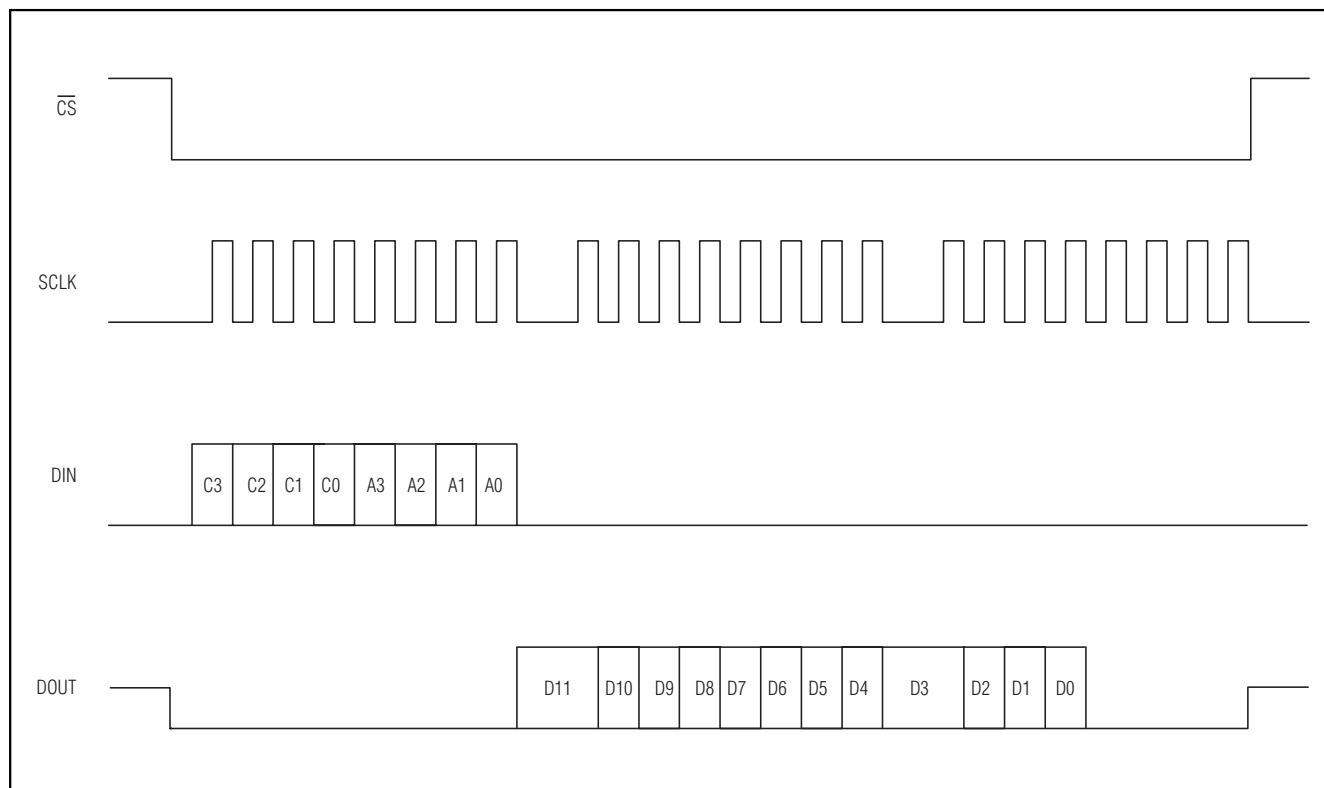 CS
SCLK
DIN
C3 C2 C1 C0 A3 A2 A1 A0
DOUT
D11 D10 D9 D8 D7 D6 D5 D4 D3 D2 D1 D0